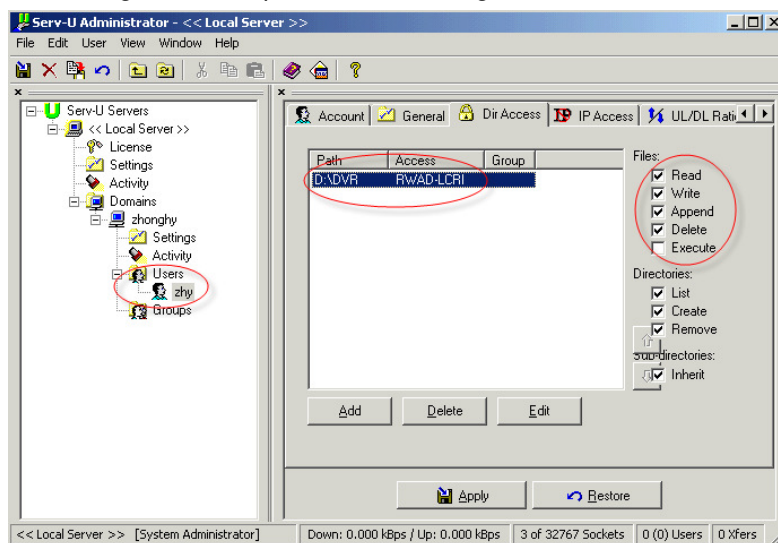 Serv-U Administrator - << Local Server >>
File Edit User View Window Help
Serv-U Servers
<< Local Server >>
License
Settings
Activity
Domains
zhonghy
Settings
Activity
Users
zhy
Groups
Account General Dir Access IP Access UL/DL Rati
Path Access Group
D:\DVR RWAD-LCRI
Files:
Read
Write
Append
Delete
Execute
Directories:
List
Create
Remove
Sub-directories:
Inherit
Add Delete Edit
Apply Restore
<< Local Server >> [System Administrator] Down: 0.000 kBps / Up: 0.000 kBps 3 of 32767 Sockets 0 (0) Users 0 Xfers